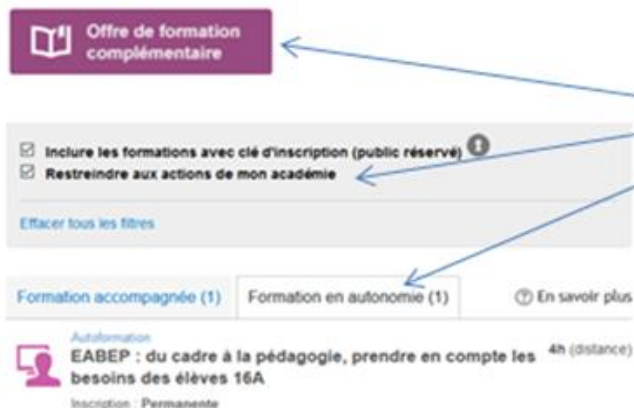 Offre de formation
complémentaire
Inclure les formations avec clé d'inscription (public réservé)
Restreindre aux actions de mon académie
Effacer tous les filtres
Formation accompagnée (1) Formation en autonomie (1) ? En savoir plus
Autoformation
EABEP : du cadre à la pédagogie, prendre en compte les 4h (distance)
besoins des élèves 16A
Inscription : Permanente